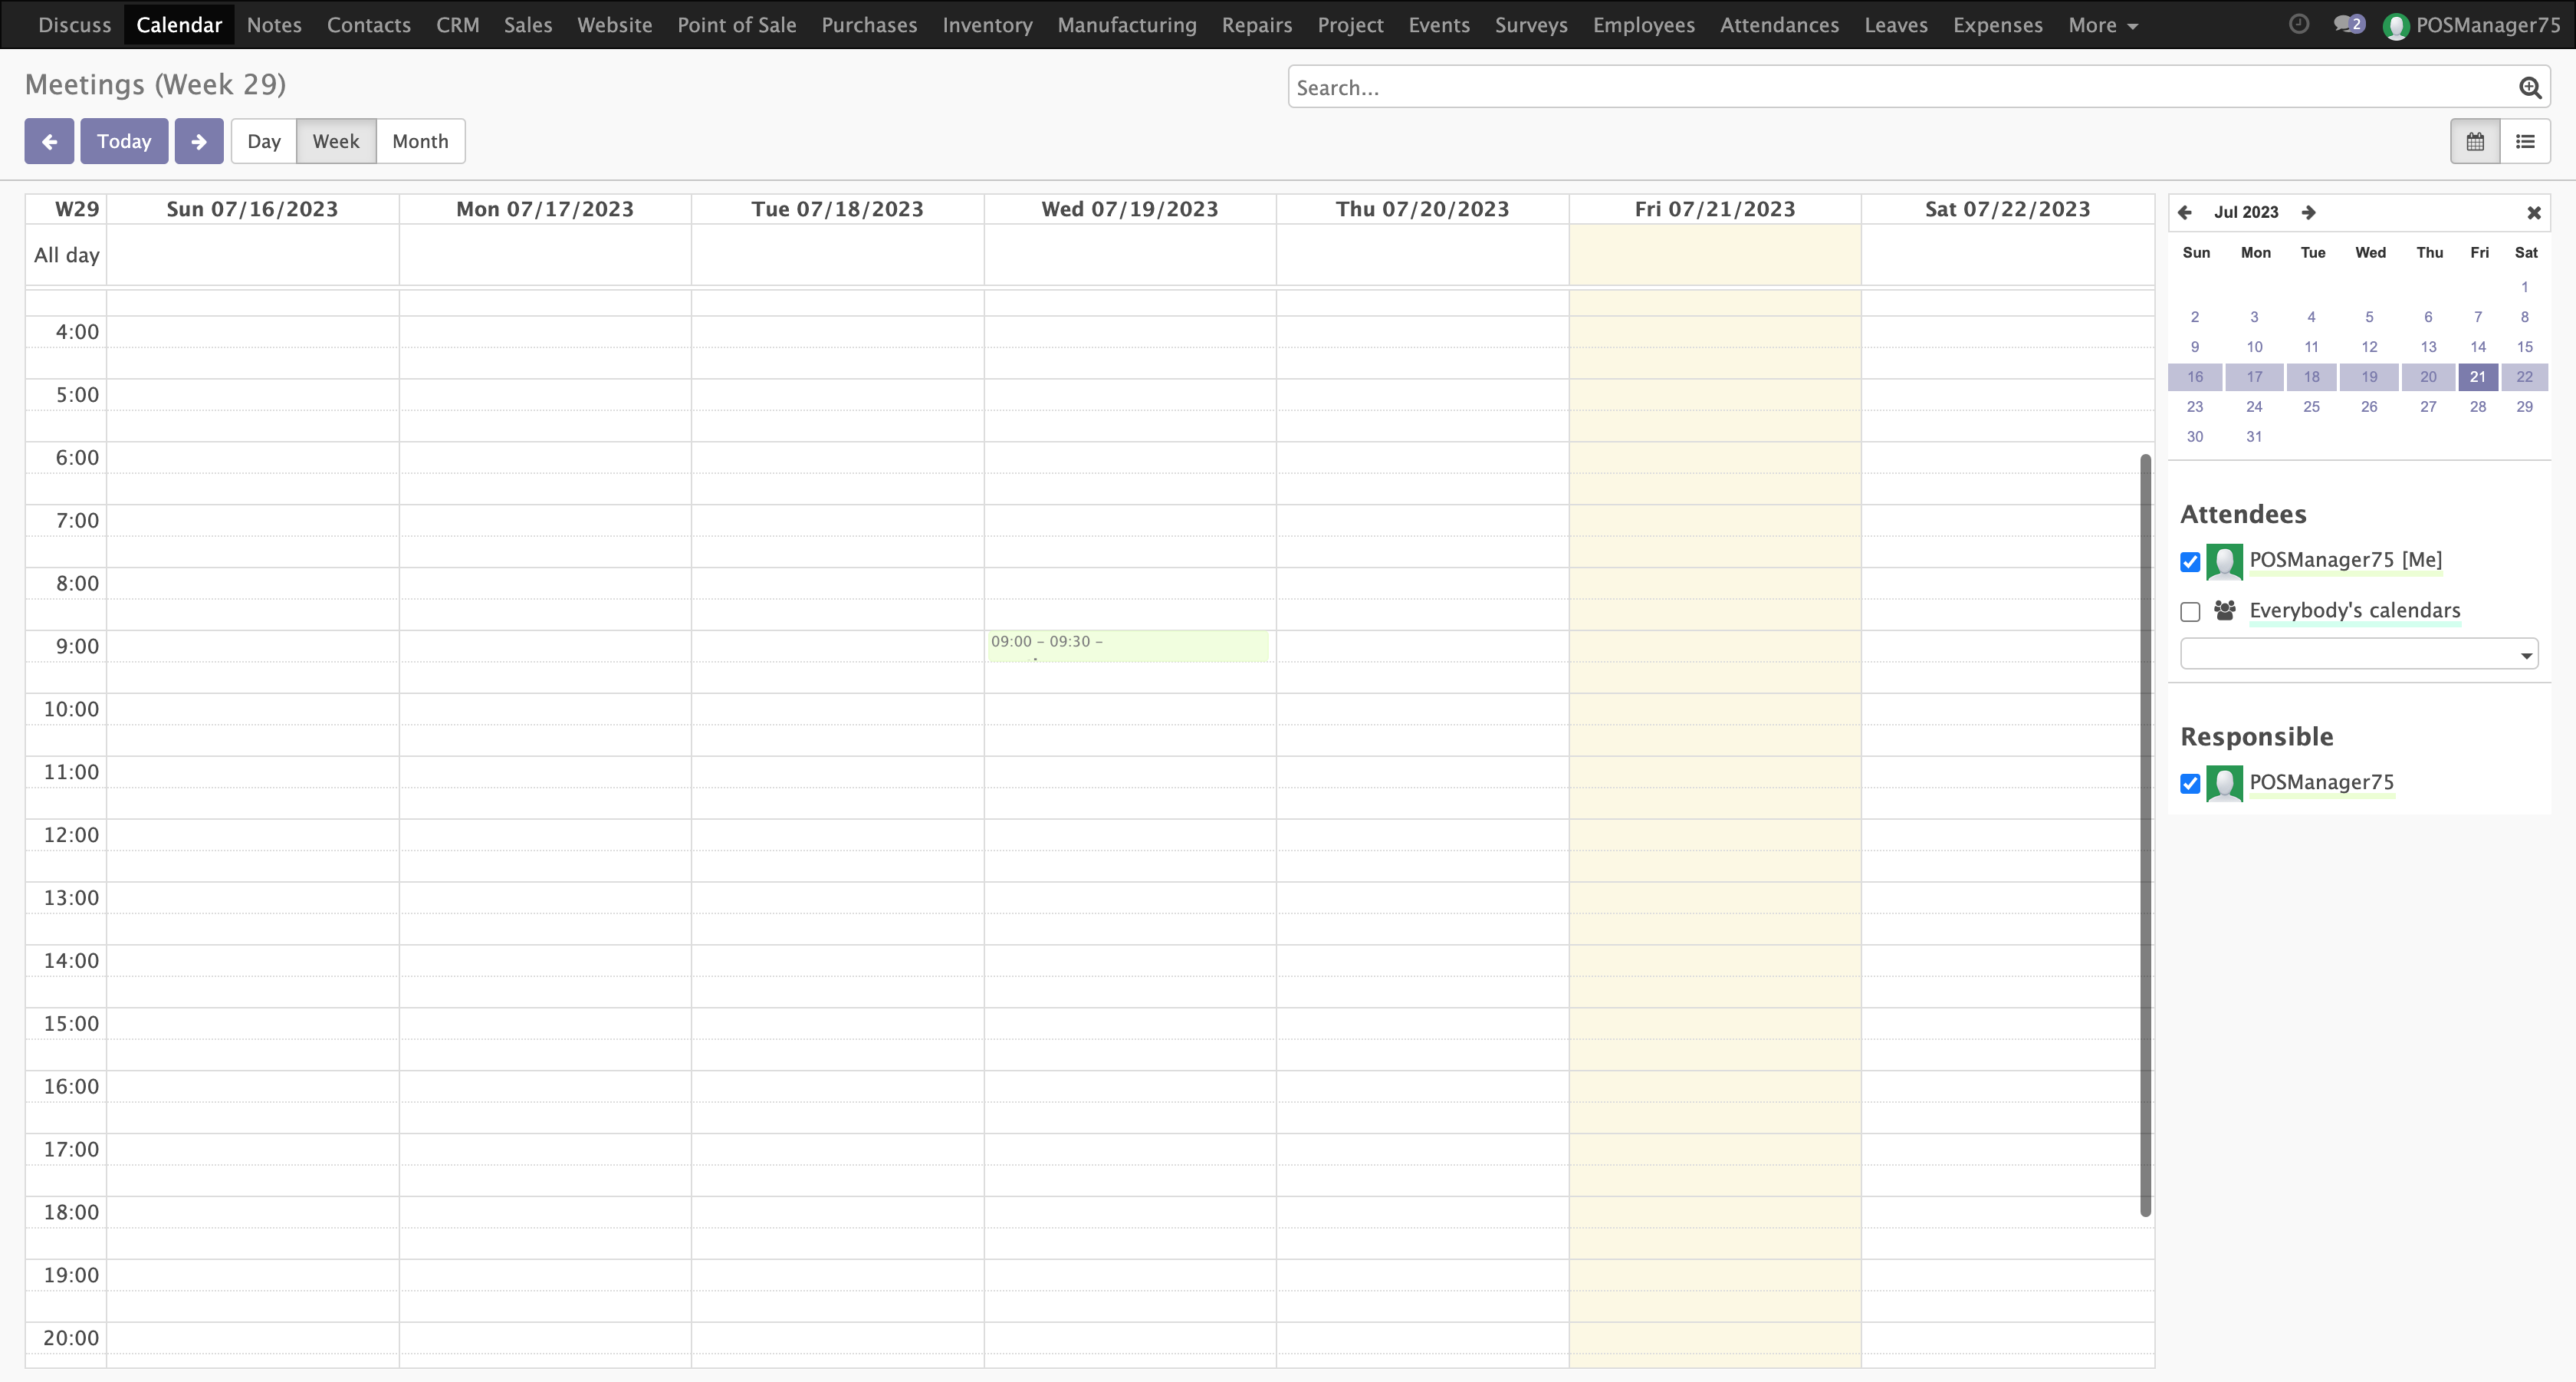 Discuss Calendar Notes Contacts CRM Sales Website Point of Sale Purchases Inventory Manufacturing Repairs Project Events Surveys Employees Attendances Leaves Expenses More 2 POSManager75
Meetings (Week 29)
Search...
Today Day Week Month
W29 Sun 07/16/2023 Mon 07/17/2023 Tue 07/18/2023 Wed 07/19/2023 Thu 07/20/2023 Fri 07/21/2023 Sat 07/22/2023
All day
4:00
5:00
6:00
7:00
8:00
9:00
09:00 – 09:30 –
10:00
11:00
12:00
13:00
14:00
15:00
16:00
17:00
18:00
19:00
20:00
Jul 2023
Sun Mon Tue Wed Thu Fri Sat
1
2 3 4 5 6 7 8
9 10 11 12 13 14 15
16 17 18 19 20 21 22
23 24 25 26 27 28 29
30 31
Attendees
POSManager75 [Me]
Everybody's calendars
Responsible
POSManager75